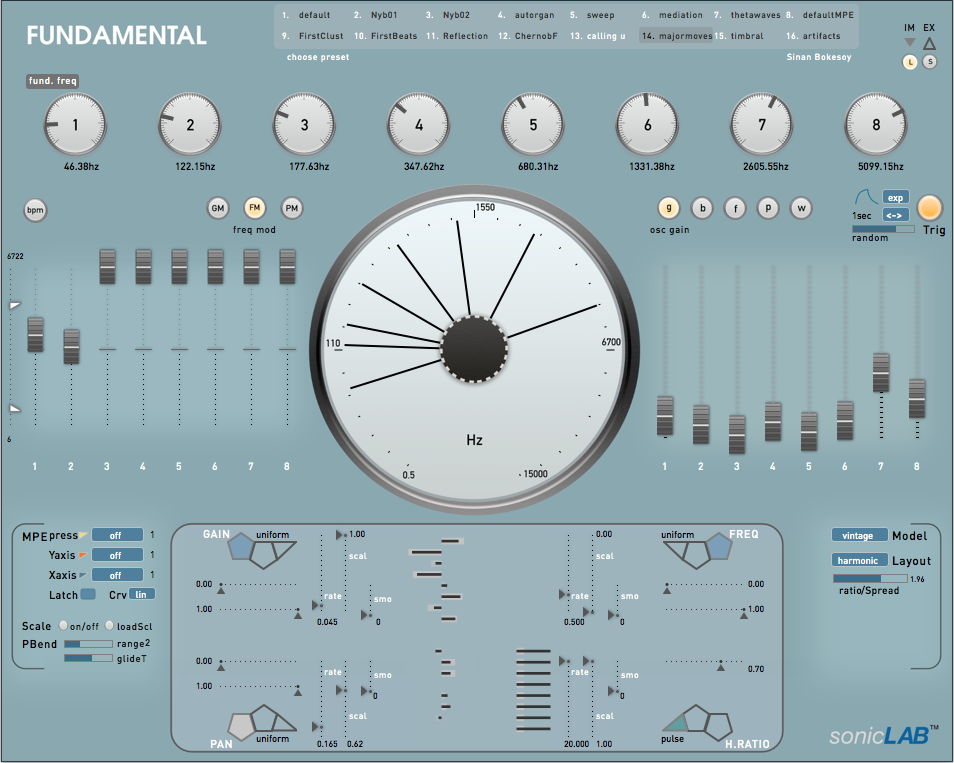 FUNDAMENTAL
1. default 2. Nyb01 3. Nyb02 4. autorgan 5. sweep 6. mediation 7. thetawaves 8. defaultMPE
9. FirstClust 10. FirstBeats 11. Reflection 12. ChernobF 13. calling u 14. majormoves 15. timbral 16. artifacts
choose preset Sinan Bokesoy
IM EX
L S
fund. freq
1 2 3 4 5 6 7 8
46.38hz 122.15hz 177.63hz 347.62hz 680.31hz 1331.38hz 2605.55hz 5099.15hz
bpm GM FM PM
freq mod
g b f p w
osc gain
exp
1sec <->
random Trig
6722
6
1 2 3 4 5 6 7 8
1550
110
6700
Hz
0.5 15000
1 2 3 4 5 6 7 8
MPE press off 1
Yaxis off 1
Xaxis off 1
Latch Crv lin
Scale on/off loadScl
PBend range 2
glideT
GAIN uniform
1.00
scal
0.00
rate smo
1.00
0.045 0
0.00
uniform FREQ
scal
0.00
rate smo
1.00
0.500 0
0.00
rate
smo
1.00
0
scal
PAN uniform
0.165 0.62
0.70
rate
smo
0
scal
pulse H.RATIO
20.000 1.00
vintage Model
harmonic Layout
1.96
ratio/Spread
sonicLAB™